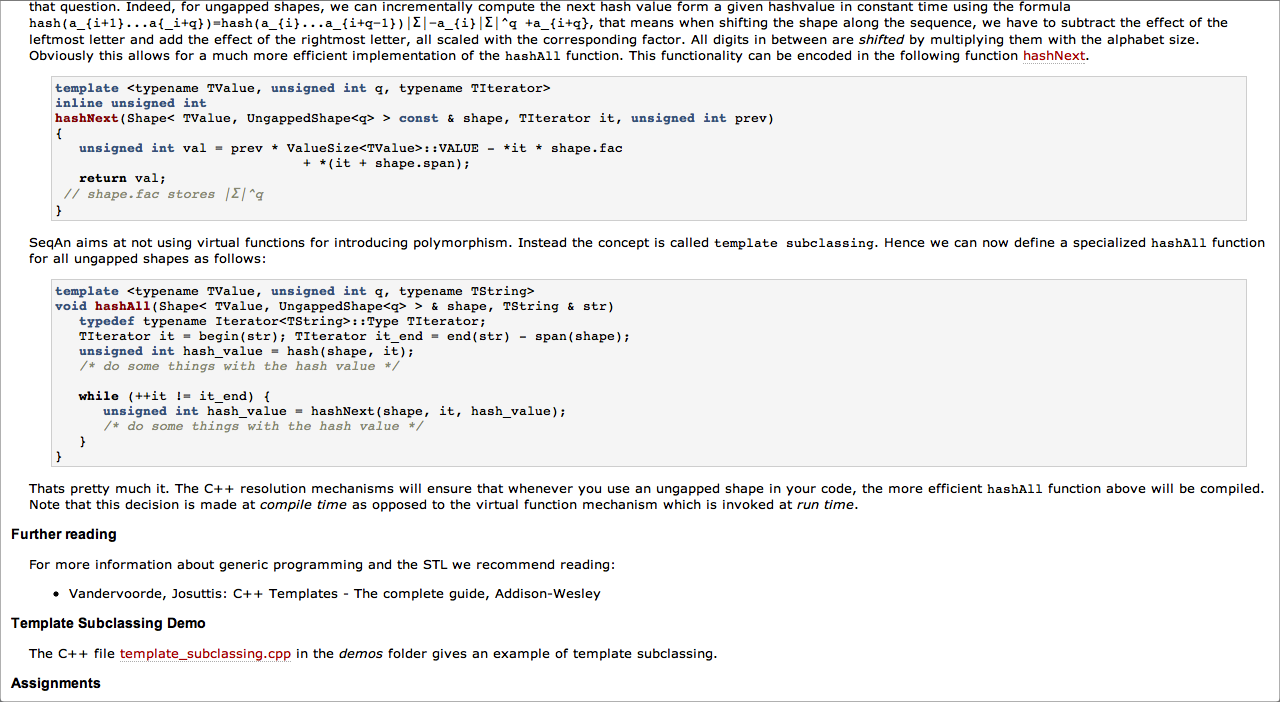 that question. Indeed, for ungapped shapes, we can incrementally compute the next hash value form a given hashvalue in constant time using the formula
hash(a_{i+1}...a{_i+q})=hash(a_{i}...a_{i+q-1})|Σ|-a_{i}|Σ|^q +a_{i+q}, that means when shifting the shape along the sequence, we have to subtract the effect of the
leftmost letter and add the effect of the rightmost letter, all scaled with the corresponding factor. All digits in between are shifted by multiplying them with the alphabet size.
Obviously this allows for a much more efficient implementation of the hashAll function. This functionality can be encoded in the following function hashNext.
template <typename TValue, unsigned int q, typename TIterator>
inline unsigned int
hashNext(Shape< TValue, UngappedShape<q> > const & shape, TIterator it, unsigned int prev)
{
unsigned int val = prev * ValueSize<TValue>::VALUE - *it * shape.fac
+ *(it + shape.span);
return val;
// shape.fac stores |Σ|^q
}
SeqAn aims at not using virtual functions for introducing polymorphism. Instead the concept is called template subclassing. Hence we can now define a specialized hashAll function
for all ungapped shapes as follows:
template <typename TValue, unsigned int q, typename TString>
void hashAll(Shape< TValue, UngappedShape<q> > & shape, TString & str)
typedef typename Iterator<TString>::Type TIterator;
TIterator it = begin(str); TIterator it_end = end(str) - span(shape);
unsigned int hash_value = hash(shape, it);
/* do some things with the hash value */
while (++it != it_end) {
unsigned int hash_value = hashNext(shape, it, hash_value);
/* do some things with the hash value */
}
}
Thats pretty much it. The C++ resolution mechanisms will ensure that whenever you use an ungapped shape in your code, the more efficient hashAll function above will be compiled.
Note that this decision is made at compile time as opposed to the virtual function mechanism which is invoked at run time.
Further reading
For more information about generic programming and the STL we recommend reading:
• Vandervoorde, Josuttis: C++ Templates - The complete guide, Addison-Wesley
Template Subclassing Demo
The C++ file template_subclassing.cpp in the demos folder gives an example of template subclassing.
Assignments